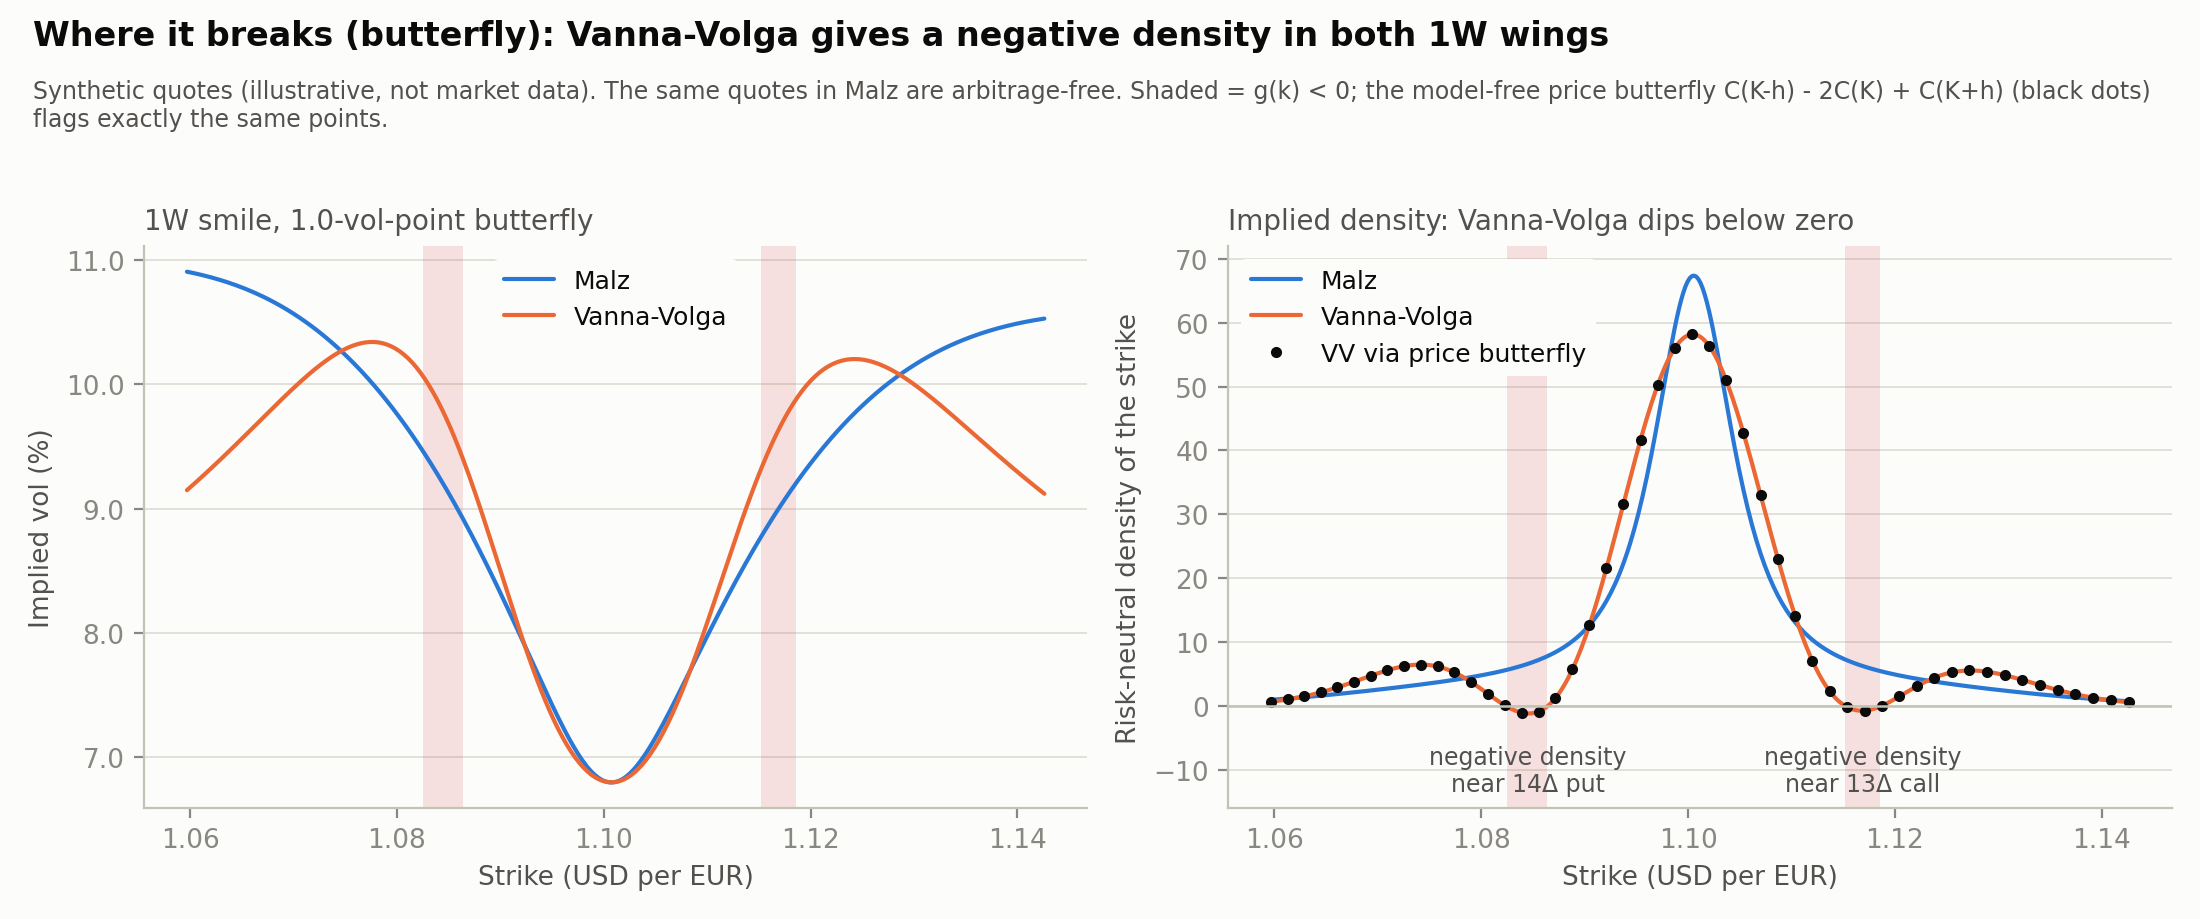 Where it breaks (butterfly): Vanna-Volga gives a negative density in both 1W wings
Synthetic quotes (illustrative, not market data). The same quotes in Malz are arbitrage-free. Shaded = g(k) < 0; the model-free price butterfly C(K-h) - 2C(K) + C(K+h) (black dots)
flags exactly the same points.
1W smile, 1.0-vol-point butterfly
11.0
10.0
9.0
8.0
7.0
Implied vol (%)
Malz
Vanna-Volga
1.06
1.08
1.10
1.12
1.14
Strike (USD per EUR)
Implied density: Vanna-Volga dips below zero
70
60
50
40
30
20
10
0
−10
Risk-neutral density of the strike
Malz
Vanna-Volga
VV via price butterfly
negative density
near 14Δ put
negative density
near 13Δ call
1.06
1.08
1.10
1.12
1.14
Strike (USD per EUR)